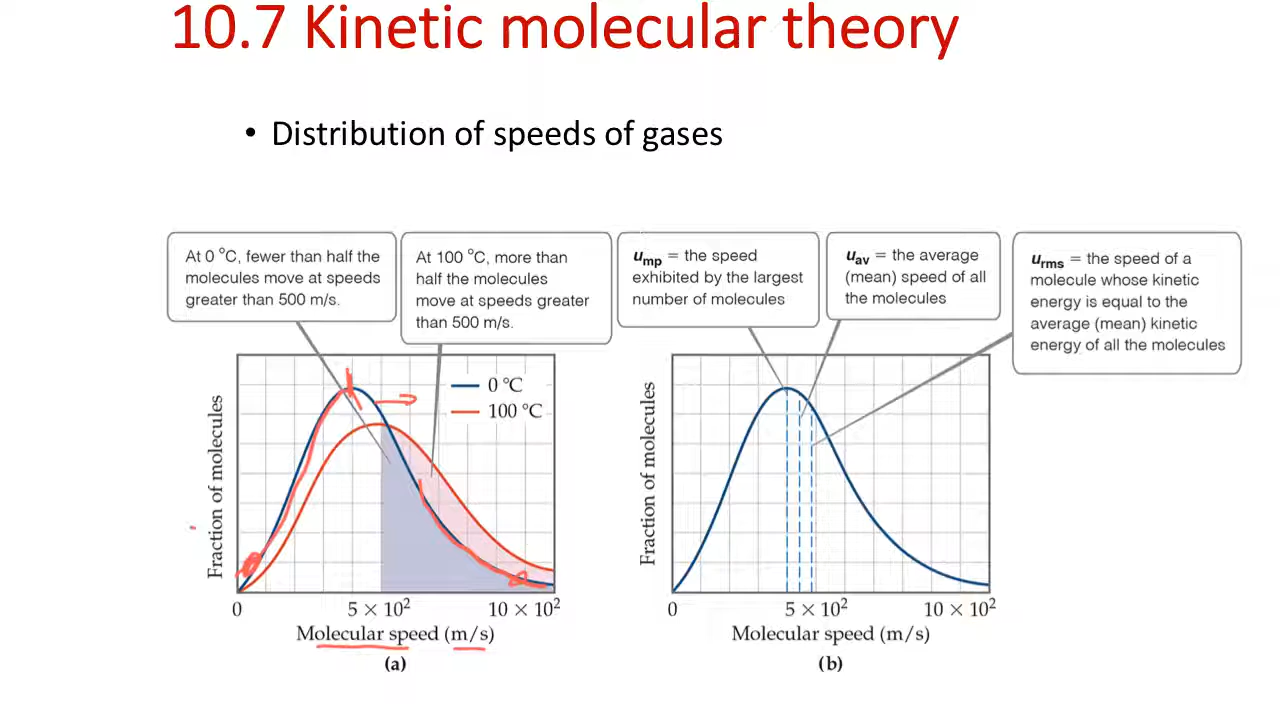 10.7 Kinetic molecular theory
• Distribution of speeds of gases
At 0 °C, fewer than half the
molecules move at speeds
greater than 500 m/s.
At 100 °C, more than
half the molecules
move at speeds greater
than 500 m/s.
Fraction of molecules
0 °C
100 °C
0
5 × 10²
10 × 10²
Molecular speed (m/s)
(a)
ump = the speed
exhibited by the largest
number of molecules
uav = the average
(mean) speed of all
the molecules
urms = the speed of a
molecule whose kinetic
energy is equal to the
average (mean) kinetic
energy of all the molecules
Fraction of molecules
0
5 × 10²
10 × 10²
Molecular speed (m/s)
(b)